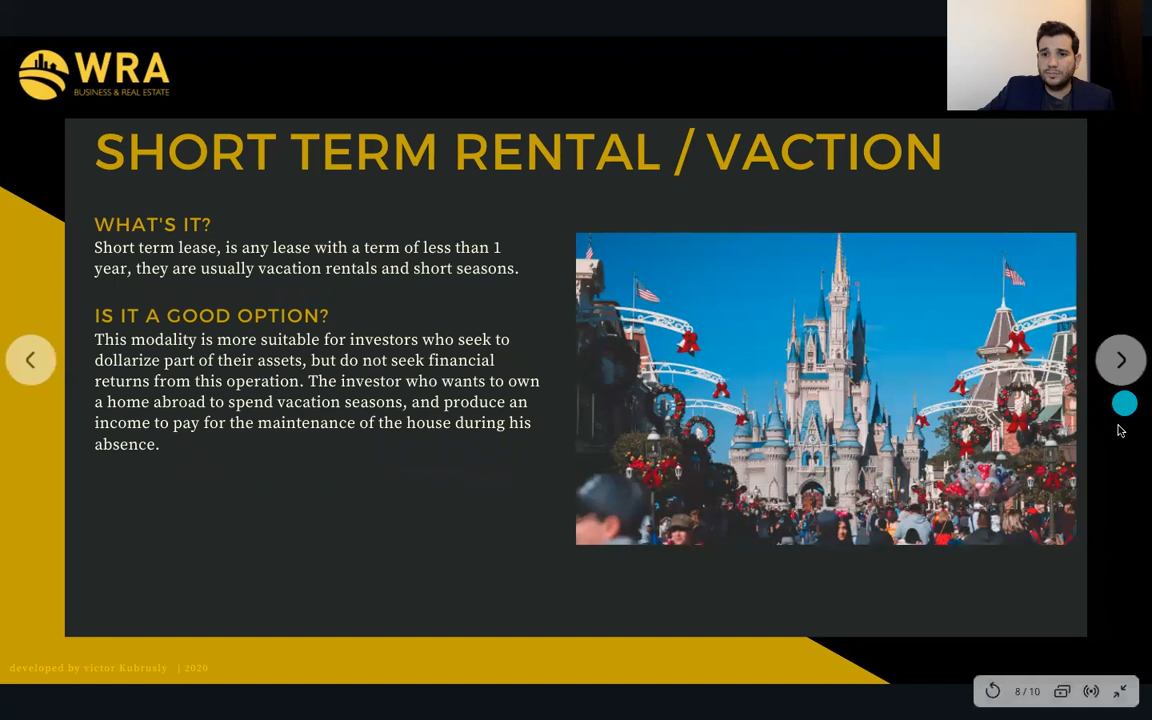 WRA
BUSINESS & REAL ESTATE
SHORT TERM RENTAL / VACTION
WHAT'S IT?
Short term lease, is any lease with a term of less than 1
year, they are usually vacation rentals and short seasons.
IS IT A GOOD OPTION?
This modality is more suitable for investors who seek to
dollarize part of their assets, but do not seek financial
returns from this operation. The investor who wants to own
a home abroad to spend vacation seasons, and produce an
income to pay for the maintenance of the house during his
absence.
developed by victor Kubrusly | 2020
8 / 10